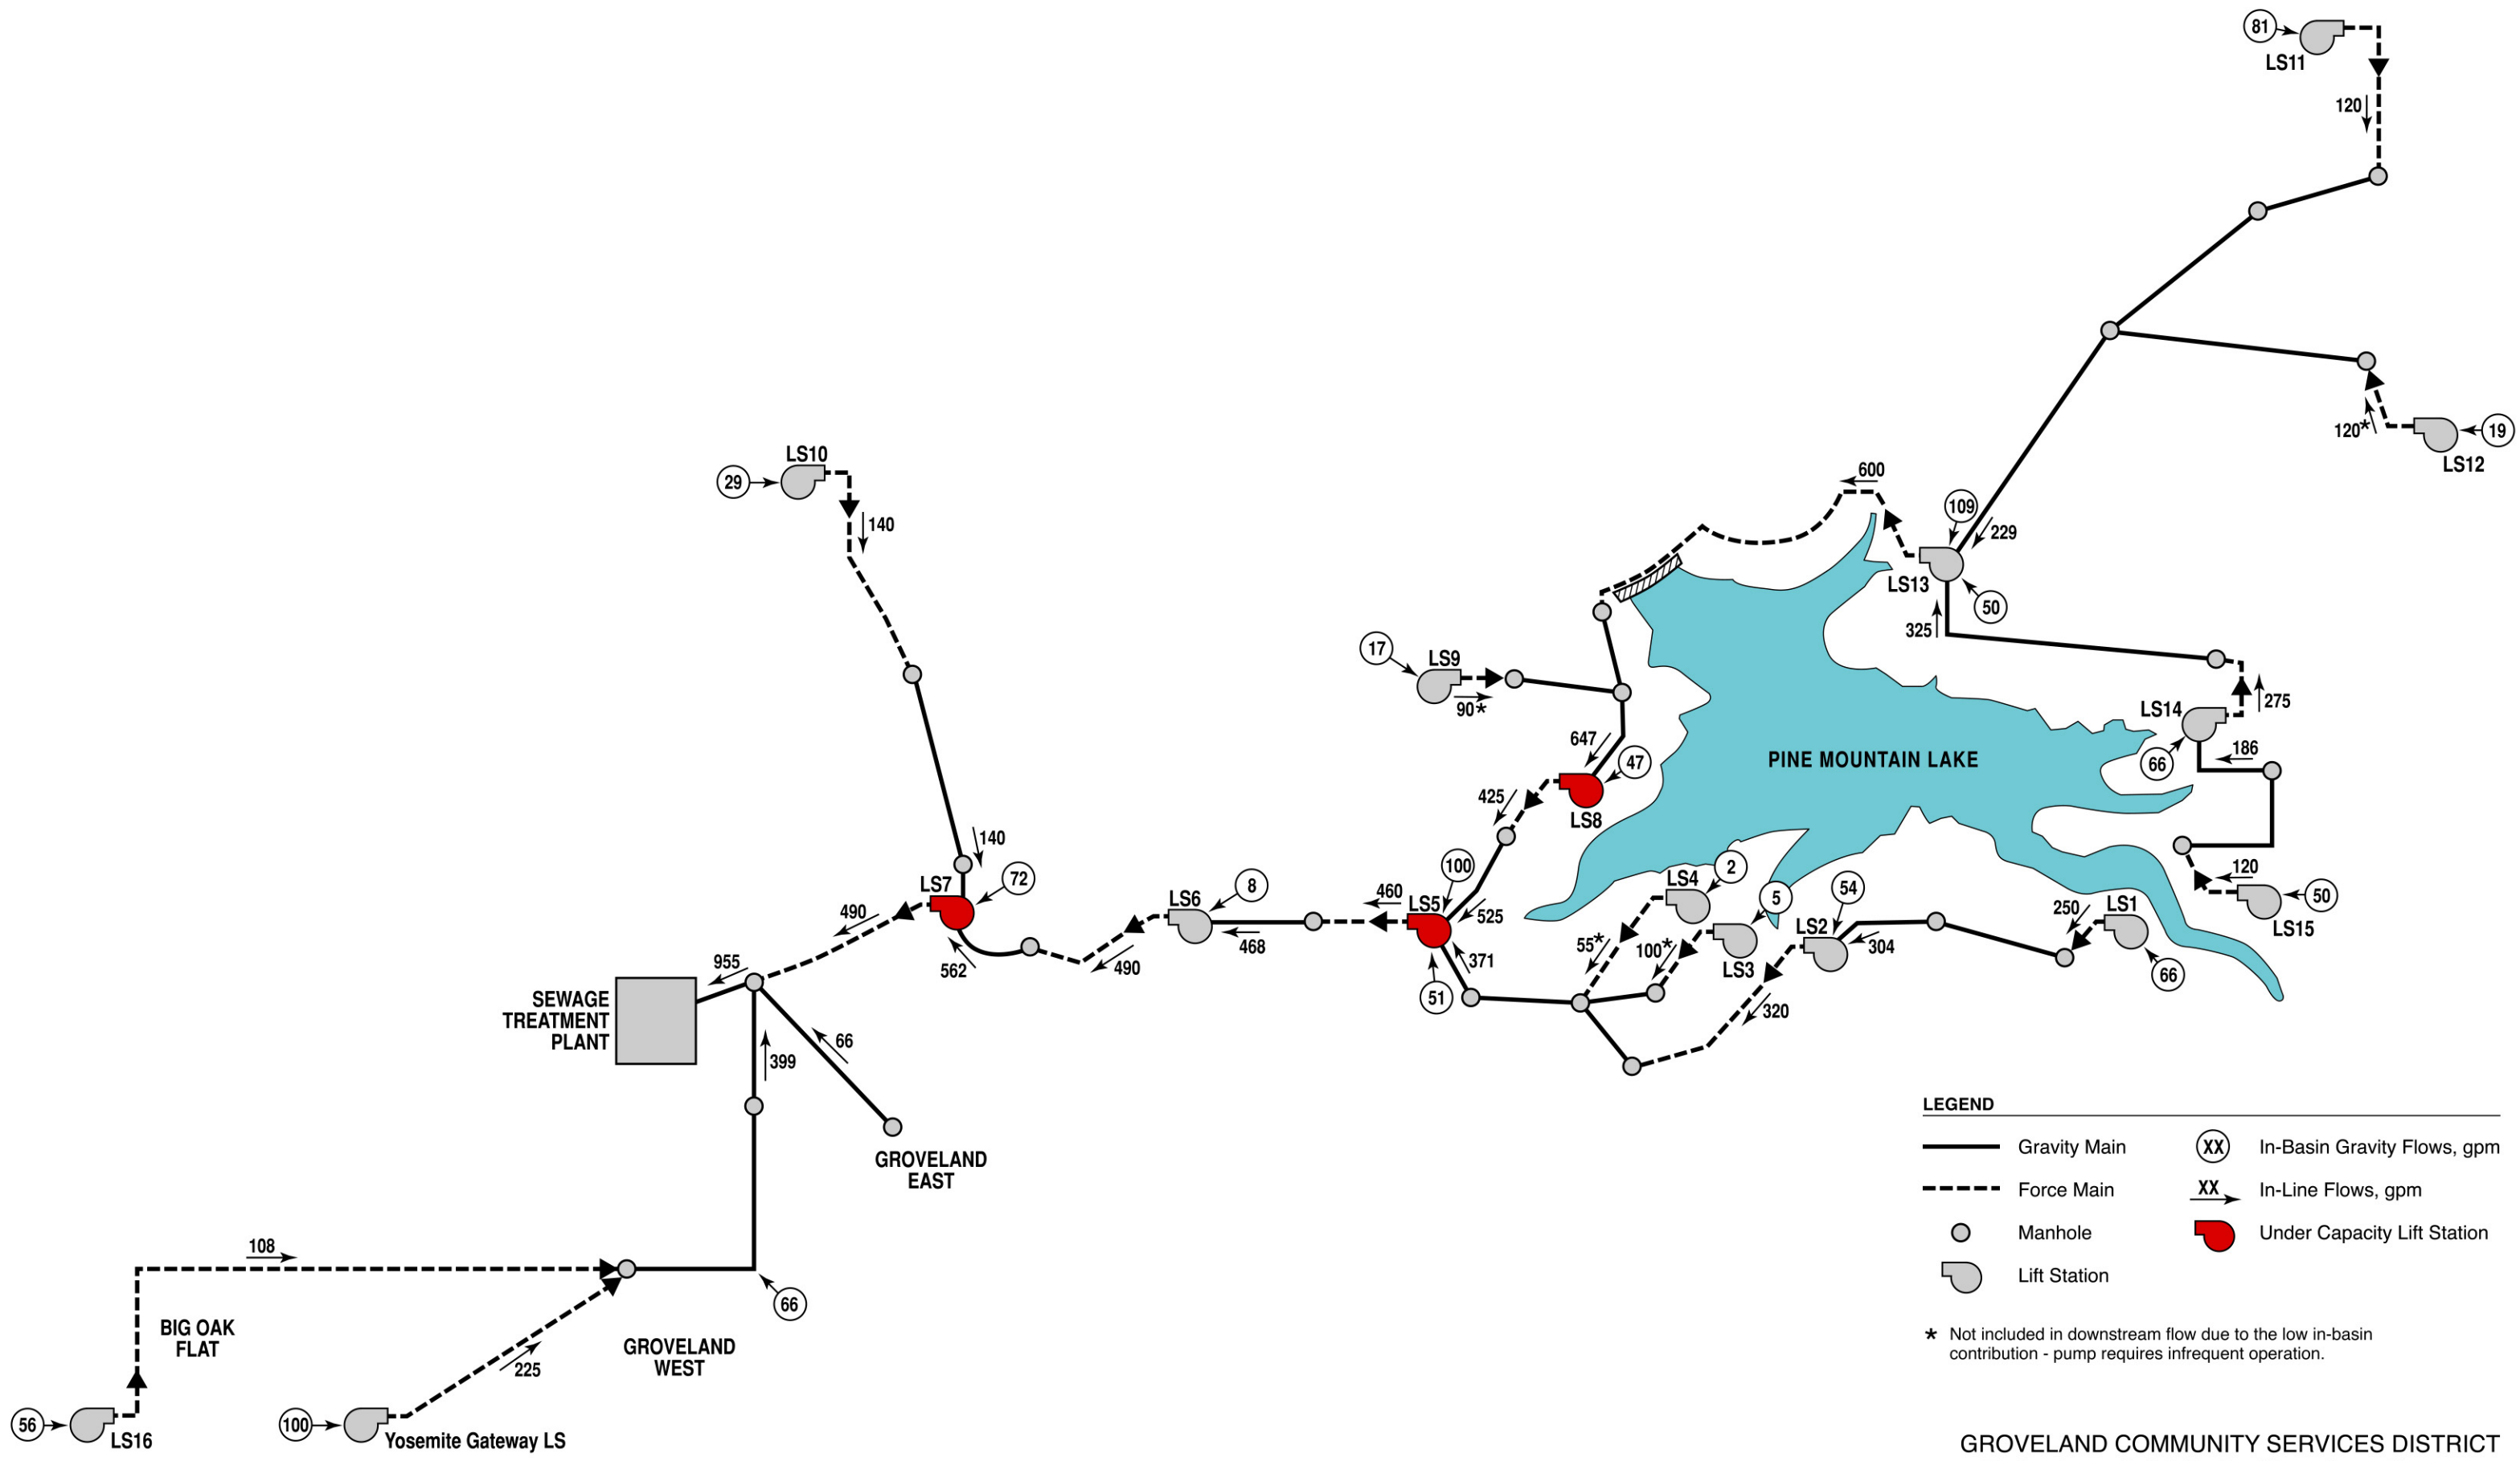 81
LS11
120
120*
19
LS12
LS10
29
140
600
109
229
LS13
50
325
17
LS9
90*
LS14
275
66
186
647
47
PINE MOUNTAIN LAKE
425
LS8
140
72
LS7
8
LS6
460
100
LS5
525
2
LS4
5
54
LS2
304
250
LS1
120
50
LS15
490
468
55*
100*
LS3
371
66
562
490
51
320
955
SEWAGE
TREATMENT
PLANT
66
399
GROVELAND
EAST
108
66
BIG OAK
FLAT
GROVELAND
WEST
225
56
LS16
100
Yosemite Gateway LS
LEGEND
Gravity Main
XX In-Basin Gravity Flows, gpm
Force Main
XX In-Line Flows, gpm
Manhole
Under Capacity Lift Station
Lift Station
* Not included in downstream flow due to the low in-basin
contribution - pump requires infrequent operation.
GROVELAND COMMUNITY SERVICES DISTRICT